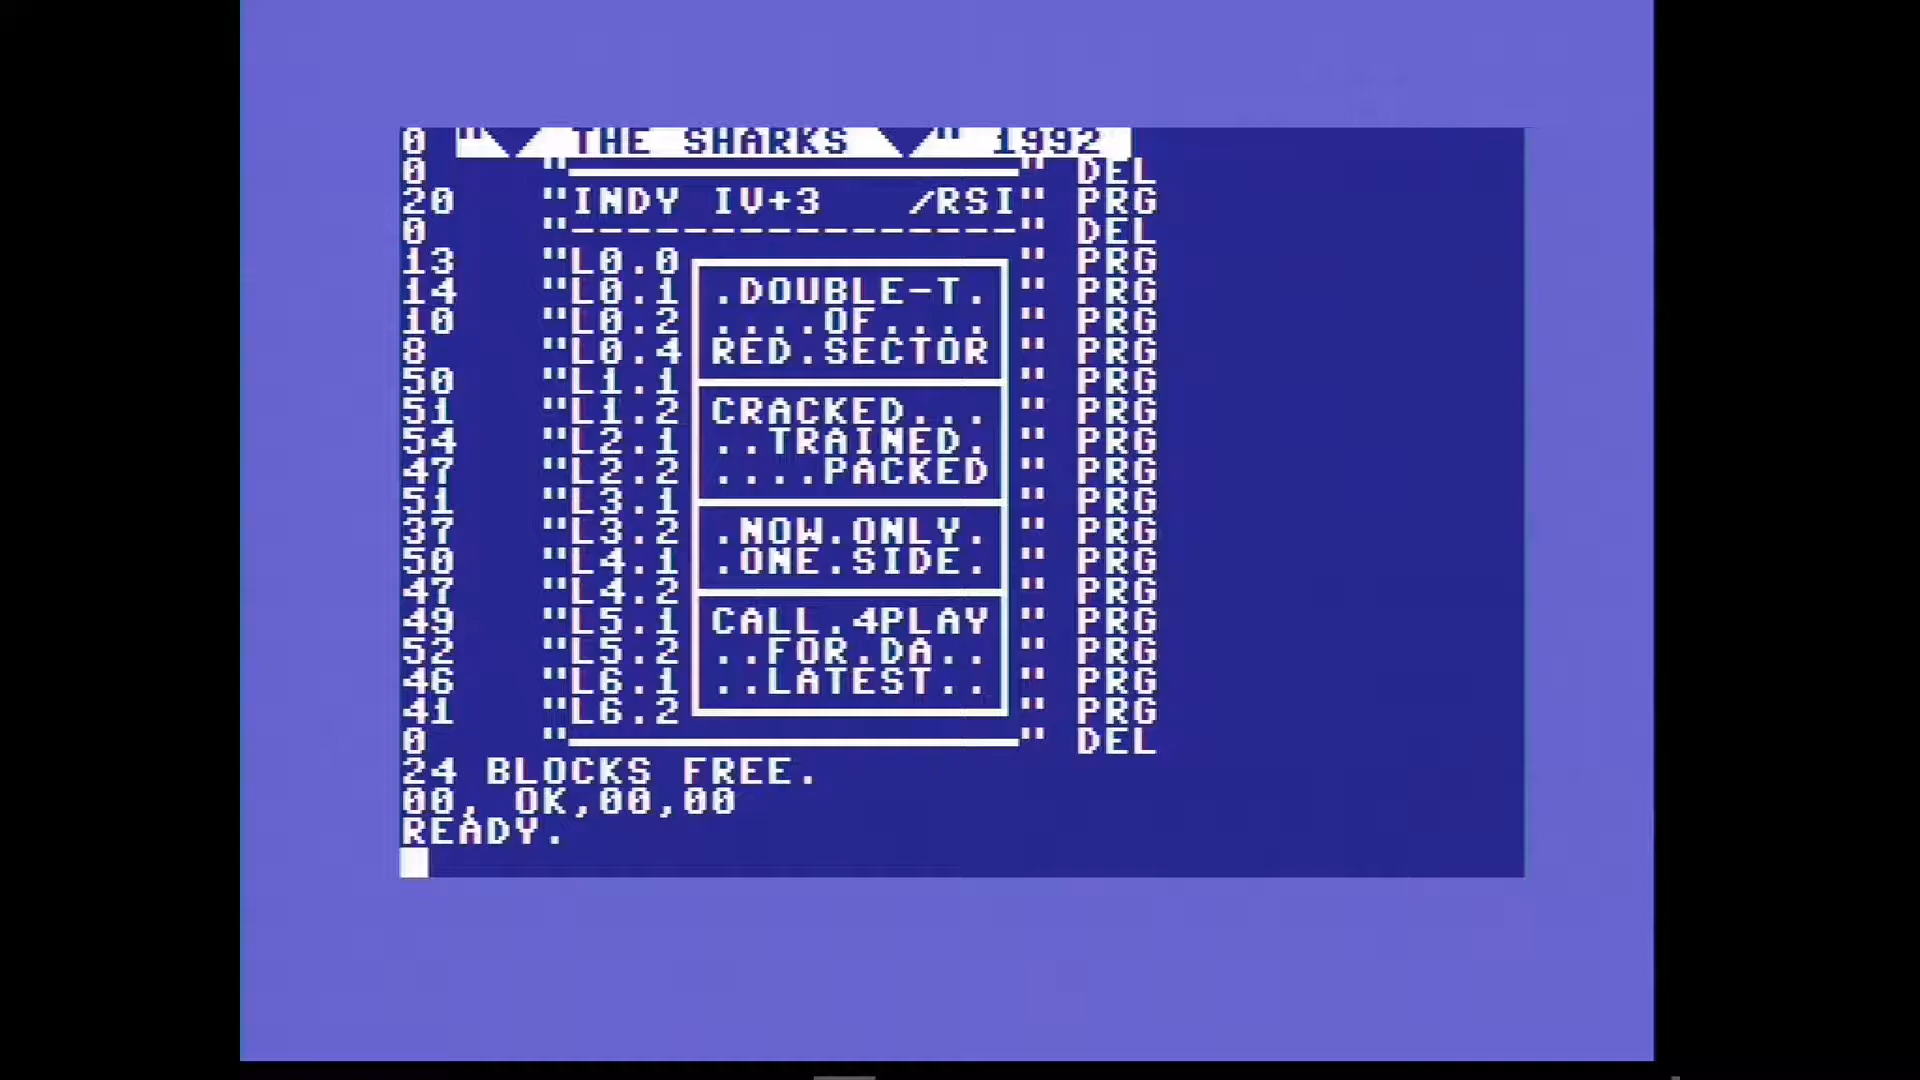 0 " THE SHARKS " 1992
0 " " DEL
20 "INDY IV+3 /RSI" PRG
0 "----------------" DEL
13 "L0.0 " PRG
14 "L0.1 .DOUBLE-T. " PRG
10 "L0.2 ....OF.... " PRG
8 "L0.4 RED.SECTOR " PRG
50 "L1.1 " PRG
51 "L1.2 CRACKED... " PRG
54 "L2.1 ..TRAINED. " PRG
47 "L2.2 ....PACKED " PRG
51 "L3.1 " PRG
37 "L3.2 .NOW.ONLY. " PRG
50 "L4.1 .ONE.SIDE. " PRG
47 "L4.2 " PRG
49 "L5.1 CALL.4PLAY " PRG
52 "L5.2 ..FOR.DA.. " PRG
46 "L6.1 ..LATEST.. " PRG
41 "L6.2 " PRG
0 " " DEL
24 BLOCKS FREE.
00, OK,00,00
READY.